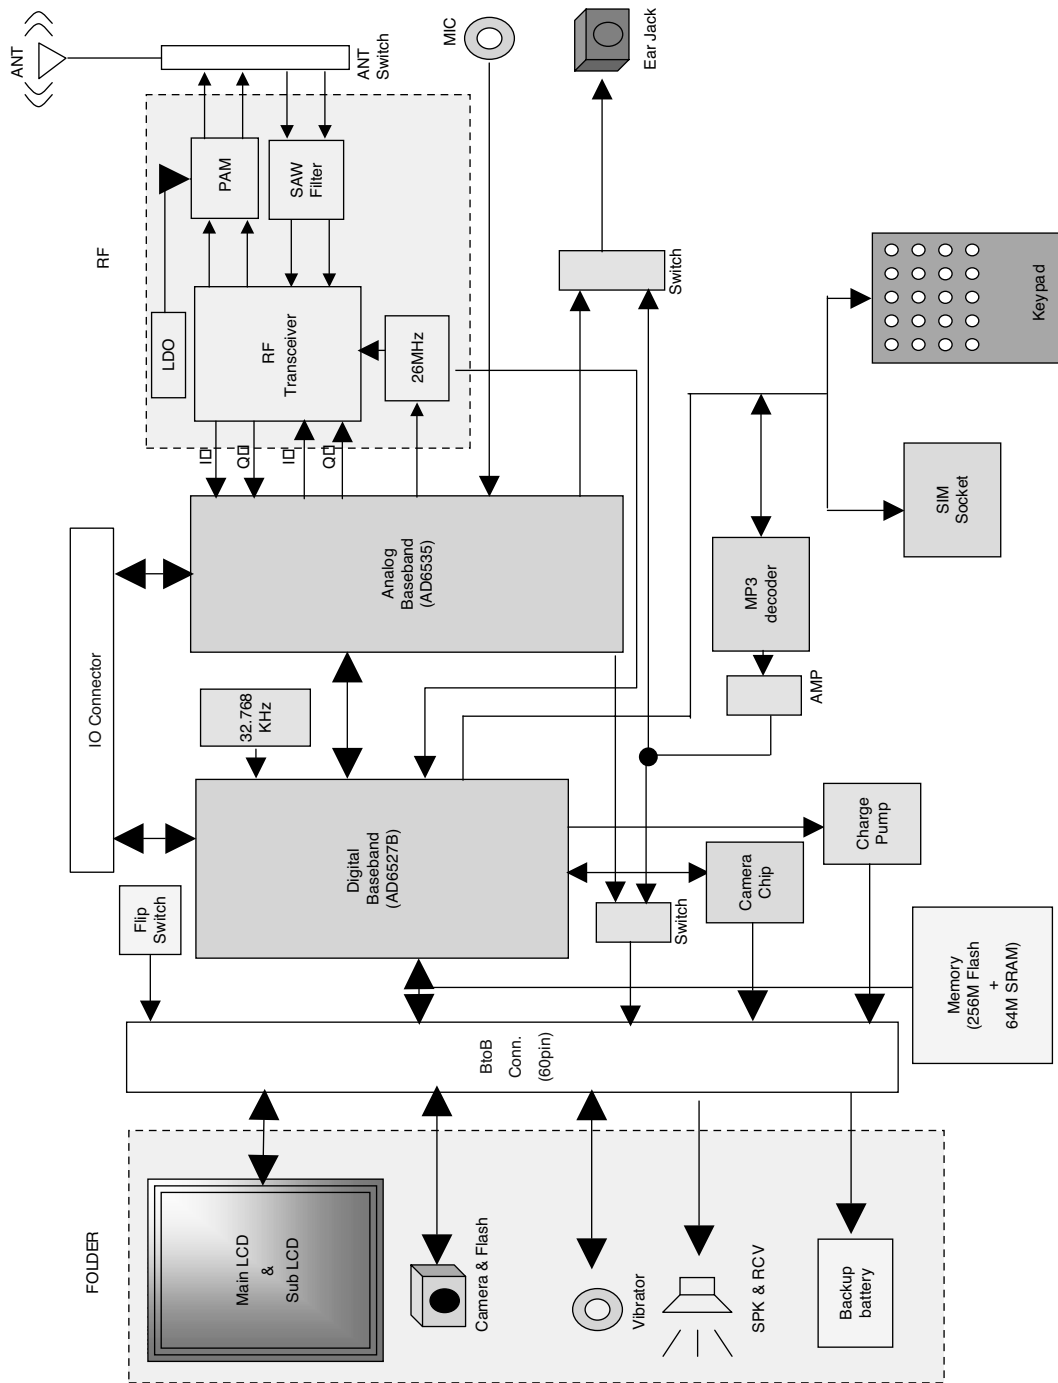 FOLDER
Main LCD
&
Sub LCD
Camera & Flash
Vibrator
SPK & RCV
Backup
battery
BtoB
Conn.
(60pin)
Flip
Switch
IO Connector
Digital
Baseband
(AD6527B)
32.768
KHz
Switch
Camera
Chip
Charge
Pump
Memory
(256M Flash
+
64M SRAM)
Analog
Baseband
(AD6535)
AMP
MP3
decoder
SIM
Socket
Keypad
RF
LDO
RF
Transceiver
26MHz
I
Q
I
Q
PAM
SAW
Filter
ANT
ANT
Switch
MIC
Switch
Ear Jack